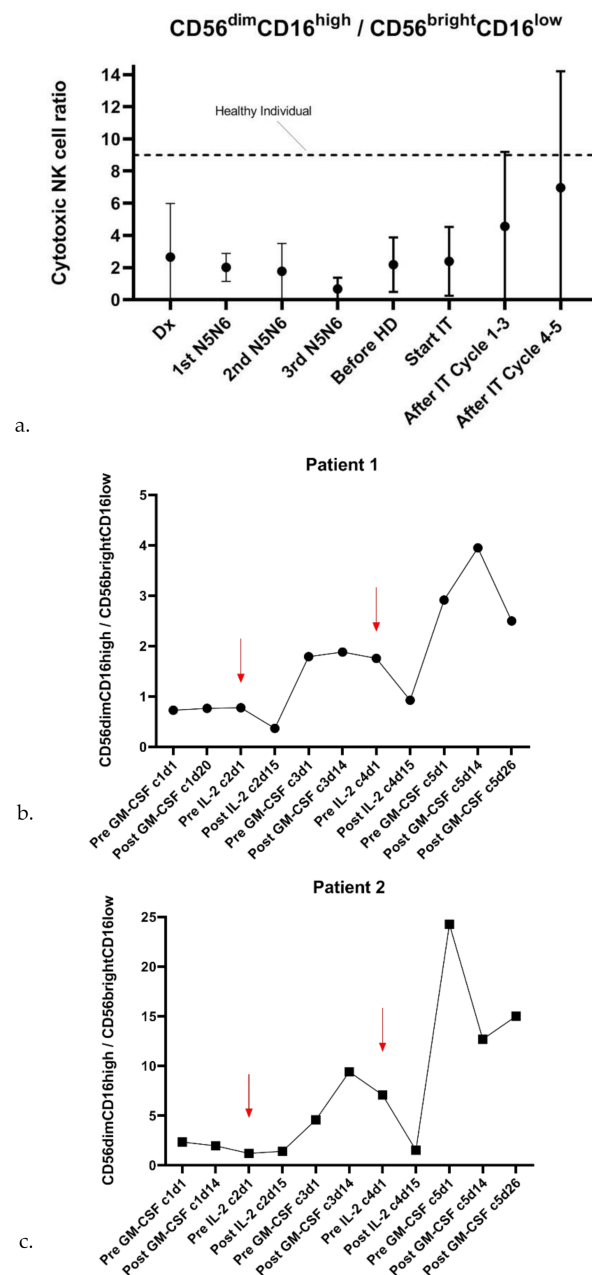 CD56dimCD16high / CD56brightCD16low
Cytotoxic NK cell ratio
14
12
10
8
6
4
2
0
Healthy Individual
Dx
1st N5N6
2nd N5N6
3rd N5N6
Before HD
Start IT
After IT Cycle 1-3
After IT Cycle 4-5
a.
Patient 1
CD56dimCD16high / CD56brightCD16low
5
4
3
2
1
0
Pre GM-CSF c1d1
Post GM-CSF c1d20
Pre IL-2 c2d1
Post IL-2 c2d15
Pre GM-CSF c3d1
Post GM-CSF c3d14
Pre IL-2 c4d1
Post IL-2 c4d15
Pre GM-CSF c5d1
Post GM-CSF c5d14
Post GM-CSF c5d26
b.
Patient 2
CD56dimCD16high / CD56brightCD16low
25
20
15
10
5
0
Pre GM-CSF c1d1
Post GM-CSF c1d14
Pre IL-2 c2d1
Post IL-2 c2d15
Pre GM-CSF c3d1
Post GM-CSF c3d14
Pre IL-2 c4d1
Post IL-2 c4d15
Pre GM-CSF c5d1
Post GM-CSF c5d14
Post GM-CSF c5d26
c.